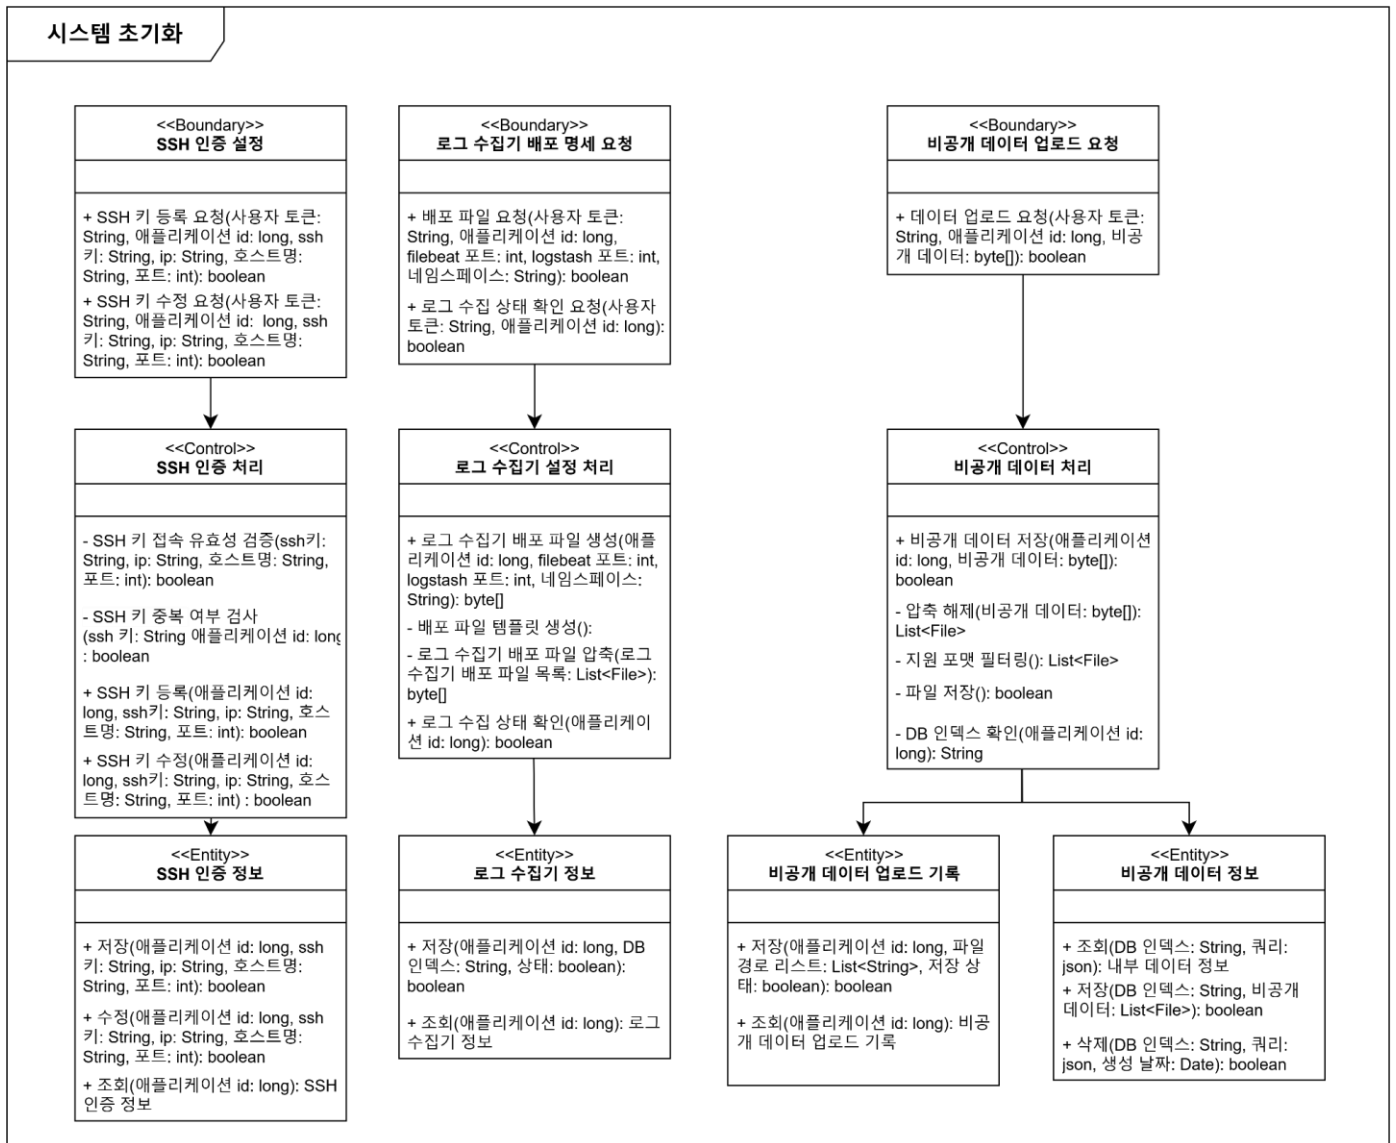 시스템 초기화
<<Boundary>>
SSH 인증 설정
+ SSH 키 등록 요청(사용자 토큰:
String, 애플리케이션 id: long, ssh
키: String, ip: String, 호스트명:
String, 포트: int): boolean
+ SSH 키 수정 요청(사용자 토큰:
String, 애플리케이션 id:  long, ssh
키: String, ip: String, 호스트명:
String, 포트: int): boolean
<<Control>>
SSH 인증 처리
- SSH 키 접속 유효성 검증(ssh키:
String, ip: String, 호스트명: String,
포트: int): boolean
- SSH 키 중복 여부 검사
(ssh 키: String 애플리케이션 id: long
: boolean
+ SSH 키 등록(애플리케이션 id:
long, ssh키: String, ip: String, 호스
트명: String, 포트: int): boolean
+ SSH 키 수정(애플리케이션 id:
long, ssh키: String, ip: String, 호스
트명: String, 포트: int) : boolean
<<Entity>>
SSH 인증 정보
+ 저장(애플리케이션 id: long, ssh
키: String, ip: String, 호스트명:
String, 포트: int): boolean
+ 수정(애플리케이션 id: long, ssh
키: String, ip: String, 호스트명:
String, 포트: int): boolean
+ 조회(애플리케이션 id: long): SSH
인증 정보
<<Boundary>>
로그 수집기 배포 명세 요청
+ 배포 파일 요청(사용자 토큰:
String, 애플리케이션 id: long,
filebeat 포트: int, logstash 포트: int,
네임스페이스: String): boolean
+ 로그 수집 상태 확인 요청(사용자
토큰: String, 애플리케이션 id: long):
boolean
<<Control>>
로그 수집기 설정 처리
+ 로그 수집기 배포 파일 생성(애플
리케이션 id: long, filebeat 포트: int,
logstash 포트: int, 네임스페이스:
String): byte[]
- 배포 파일 템플릿 생성():
- 로그 수집기 배포 파일 압축(로그
수집기 배포 파일 목록: List<File>):
byte[]
+ 로그 수집 상태 확인(애플리케이
션 id: long): boolean
<<Entity>>
로그 수집기 정보
+ 저장(애플리케이션 id: long, DB
인덱스: String, 상태: boolean):
boolean
+ 조회(애플리케이션 id: long): 로그
수집기 정보
<<Boundary>>
비공개 데이터 업로드 요청
+ 데이터 업로드 요청(사용자 토큰:
String, 애플리케이션 id: long, 비공
개 데이터: byte[]): boolean
<<Control>>
비공개 데이터 처리
+ 비공개 데이터 저장(애플리케이션
id: long, 비공개 데이터: byte[]):
boolean
- 압축 해제(비공개 데이터: byte[]):
List<File>
- 지원 포맷 필터링(): List<File>
- 파일 저장(): boolean
- DB 인덱스 확인(애플리케이션 id:
long): String
<<Entity>>
비공개 데이터 업로드 기록
+ 저장(애플리케이션 id: long, 파일
경로 리스트: List<String>, 저장 상
태: boolean): boolean
+ 조회(애플리케이션 id: long): 비공
개 데이터 업로드 기록
<<Entity>>
비공개 데이터 정보
+ 조회(DB 인덱스: String, 쿼리:
json): 내부 데이터 정보
+ 저장(DB 인덱스: String, 비공개
데이터: List<File>): boolean
+ 삭제(DB 인덱스: String, 쿼리:
json, 생성 날짜: Date): boolean